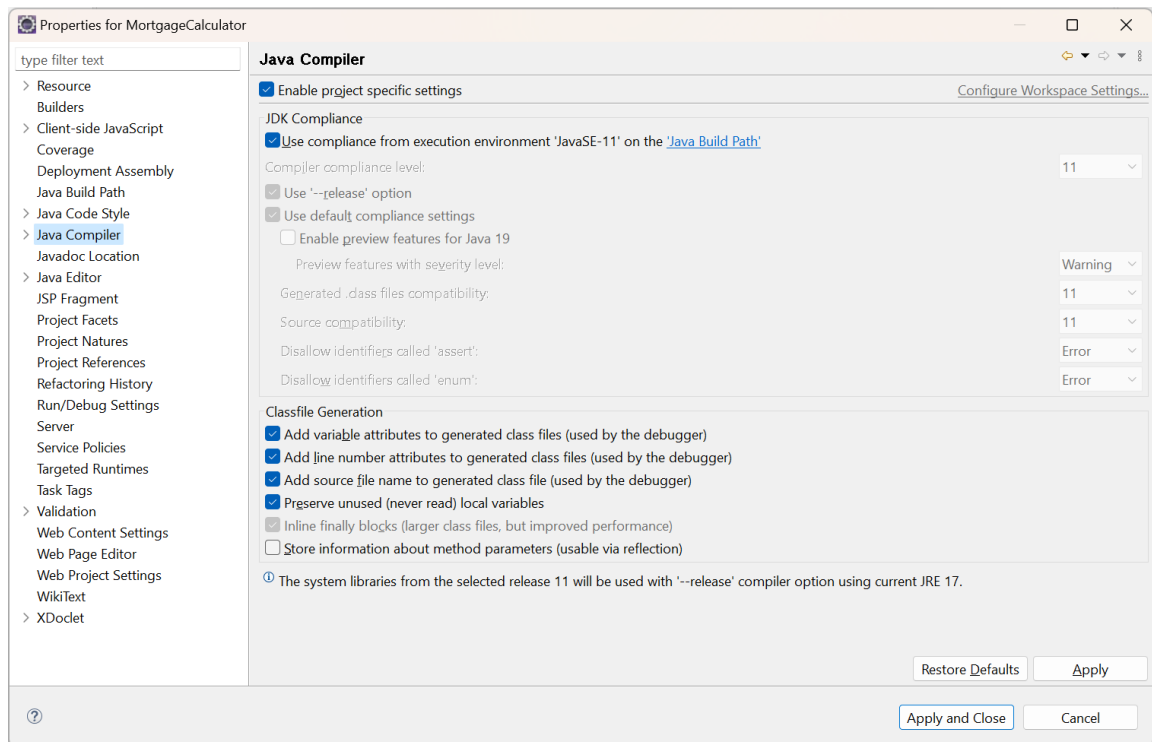 Properties for MortgageCalculator
type filter text
Resource
Builders
Client-side JavaScript
Coverage
Deployment Assembly
Java Build Path
Java Code Style
Java Compiler
Javadoc Location
Java Editor
JSP Fragment
Project Facets
Project Natures
Project References
Refactoring History
Run/Debug Settings
Server
Service Policies
Targeted Runtimes
Task Tags
Validation
Web Content Settings
Web Page Editor
Web Project Settings
WikiText
XDoclet
Java Compiler
Enable project specific settings Configure Workspace Settings...
JDK Compliance
Use compliance from execution environment 'JavaSE-11' on the 'Java Build Path'
Compiler compliance level: 11
Use '--release' option
Use default compliance settings
Enable preview features for Java 19
Preview features with severity level: Warning
Generated .class files compatibility: 11
Source compatibility: 11
Disallow identifiers called 'assert': Error
Disallow identifiers called 'enum': Error
Classfile Generation
Add variable attributes to generated class files (used by the debugger)
Add line number attributes to generated class files (used by the debugger)
Add source file name to generated class file (used by the debugger)
Preserve unused (never read) local variables
Inline finally blocks (larger class files, but improved performance)
Store information about method parameters (usable via reflection)
The system libraries from the selected release 11 will be used with '--release' compiler option using current JRE 17.
Restore Defaults Apply
Apply and Close Cancel